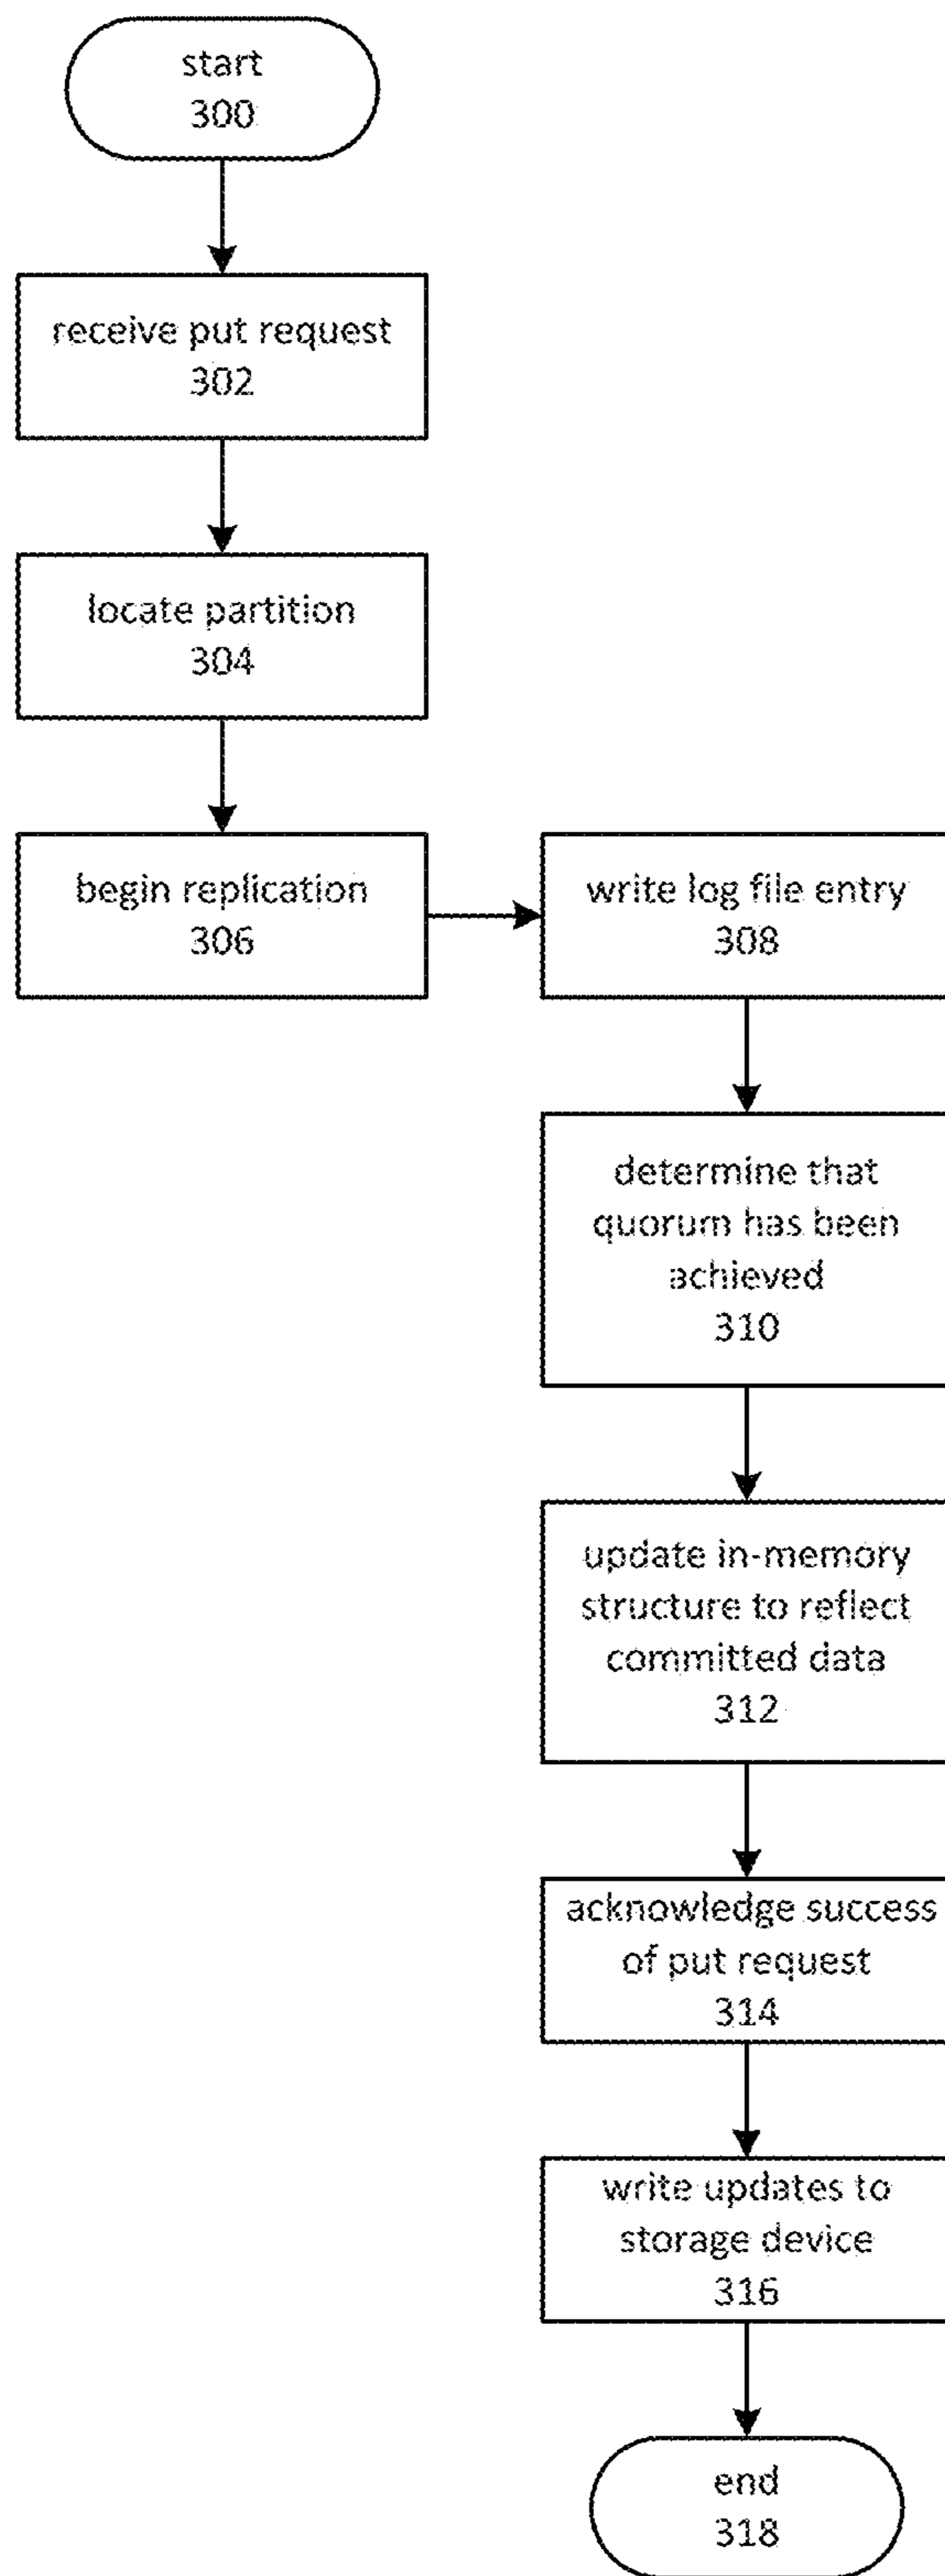 start
300
receive put request
302
locate partition
304
begin replication
306
write log file entry
308
determine that
quorum has been
achieved
310
update in-memory
structure to reflect
committed data
312
acknowledge success
of put request
314
write updates to
storage device
316
end
318